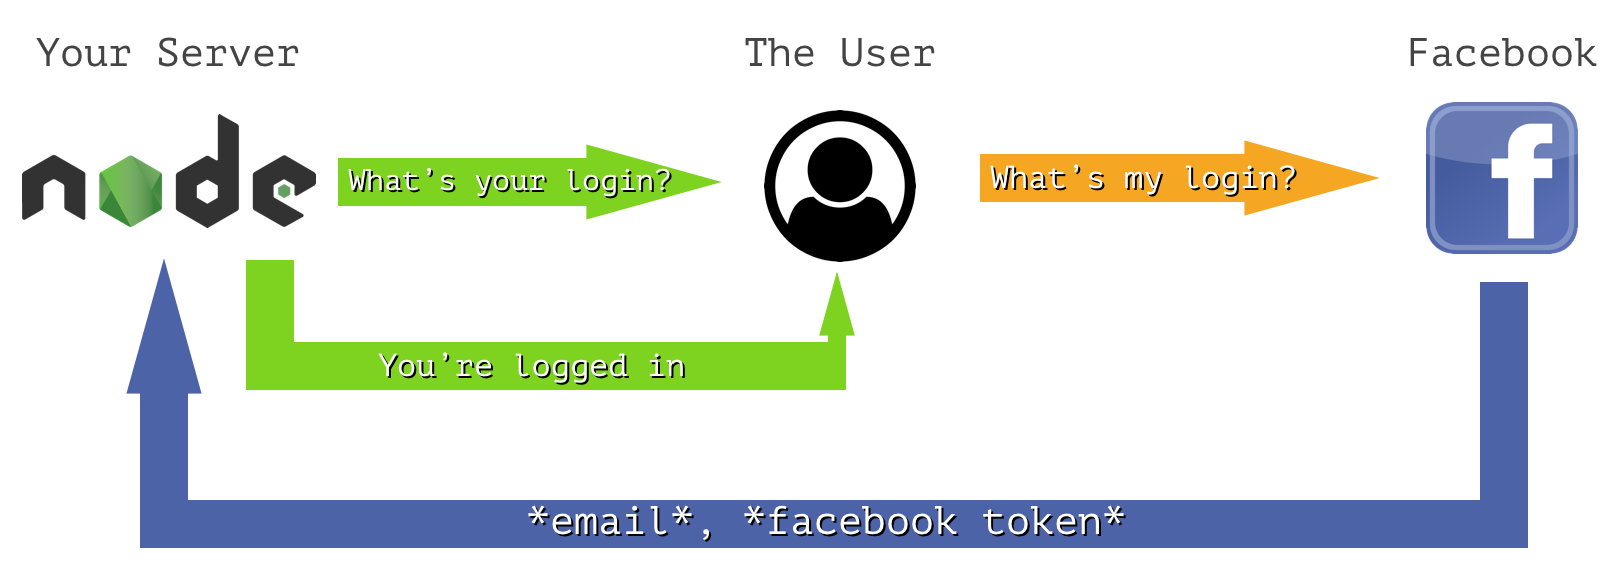 Your Server
The User
Facebook
node
What's your login?
What's my login?
f
You're logged in
*email*, *facebook token*